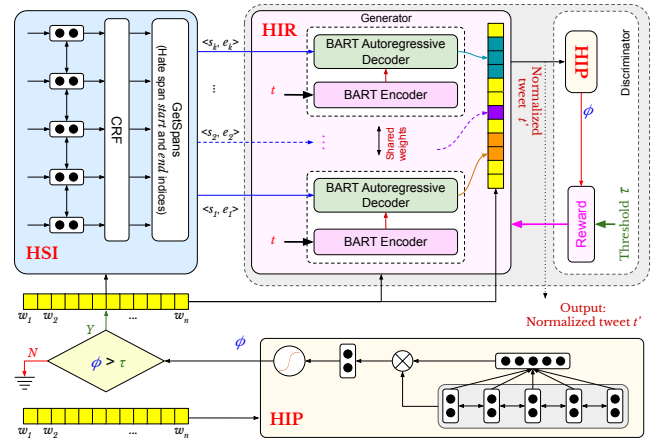 HIR
Generator
<s_k, e_k>
BART Autoregressive
Decoder
t
BART Encoder
...
<s_2, e_2>
Shared
weights
BART Autoregressive
Decoder
<s_1, e_1>
t
BART Encoder
CRF
GetSpans
(Hate span start and end indices)
HSI
Normalized
tweet t'
HIP
ϕ
Discriminator
Reward
Threshold τ
Output:
Normalized tweet t'
w_1 w_2 ... w_n
Y
N
ϕ > τ
ϕ
w_1 w_2 ... w_n
HIP